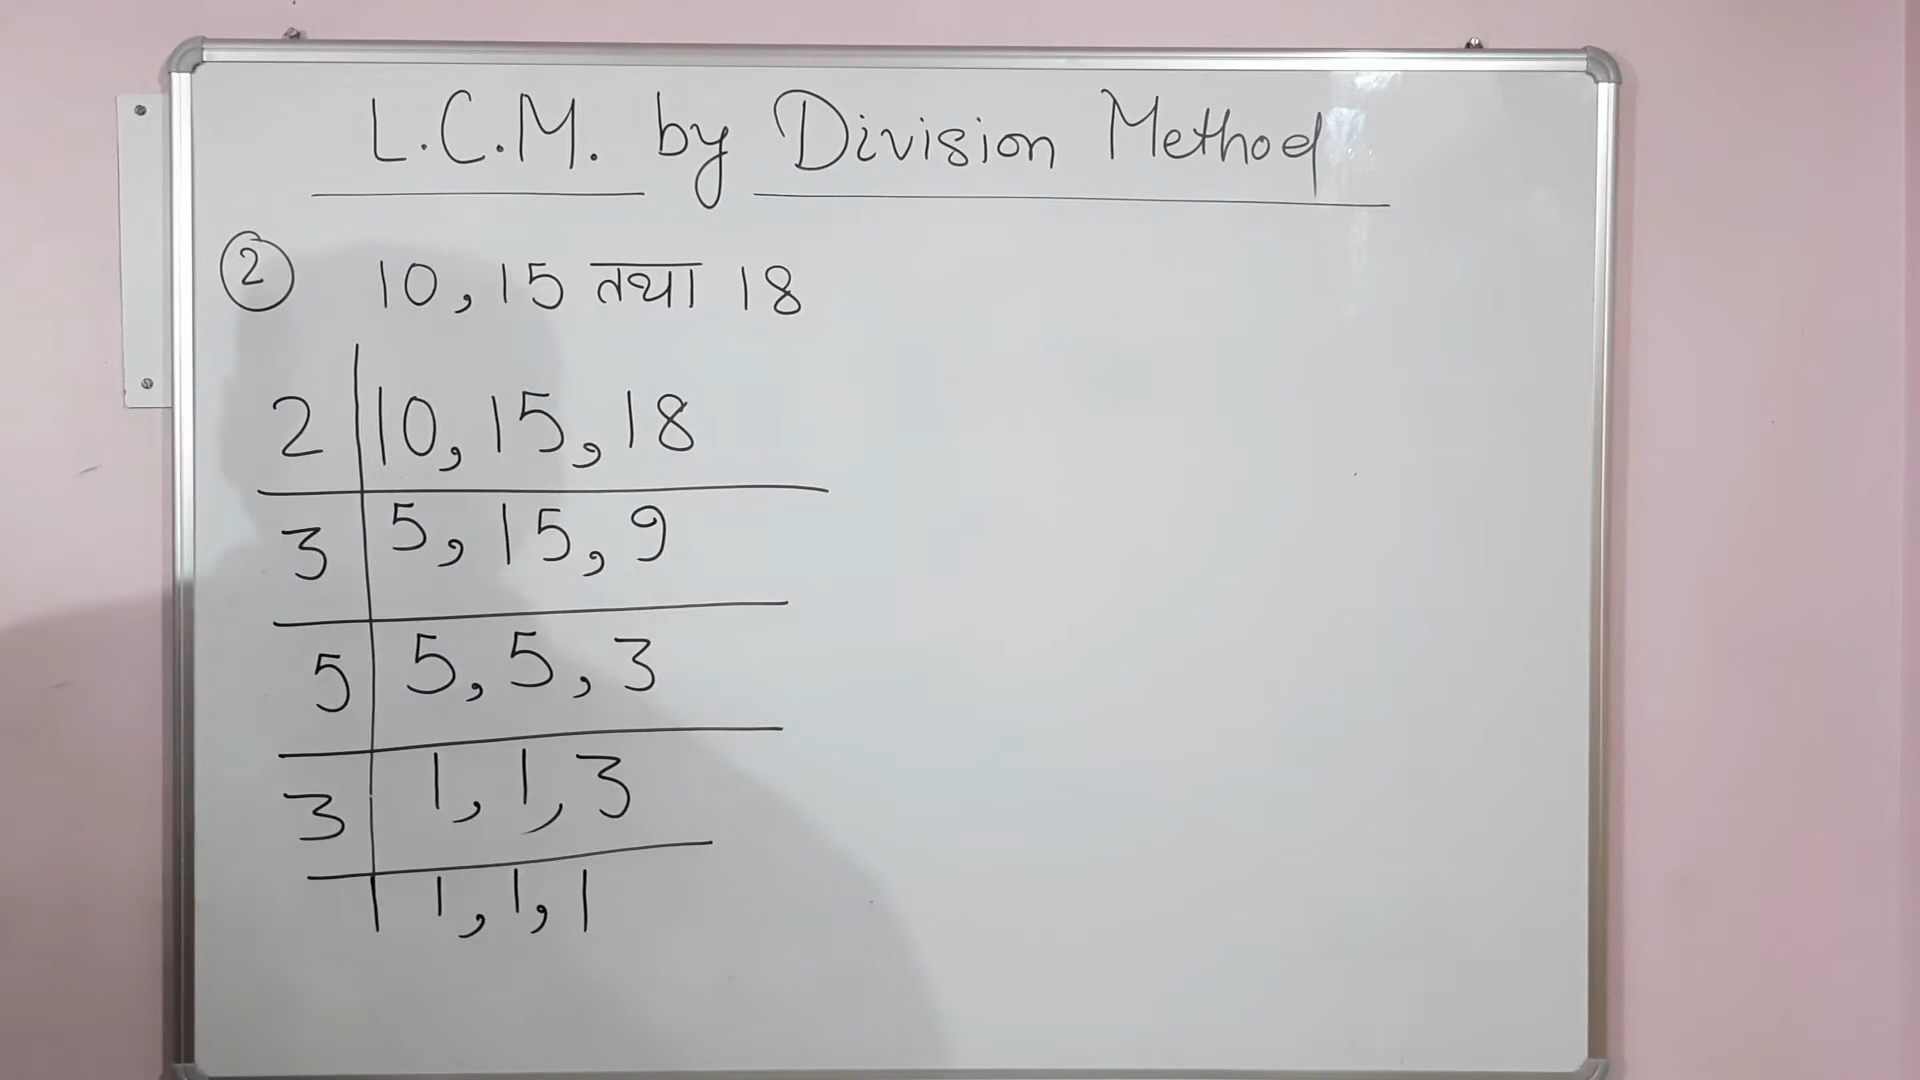 L.C.M. by Division Method
② 10, 15 तथा 18
2 10, 15, 18
3 5, 15, 9
5 5, 5, 3
3 1, 1, 3
1, 1, 1